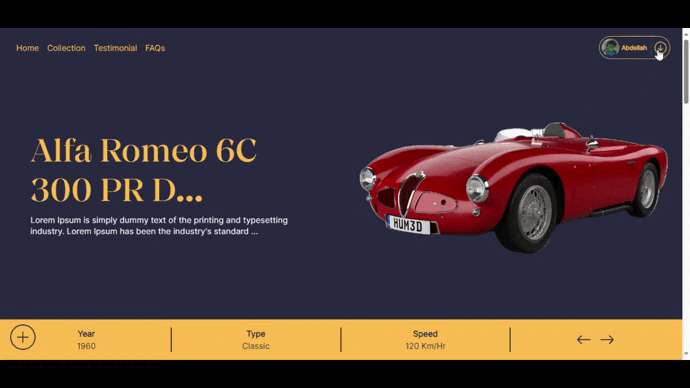 Home Collection Testimonial FAQs Abdellah
Alfa Romeo 6C
300 PR D...
Lorem Ipsum is simply dummy text of the printing and typesetting
industry. Lorem Ipsum has been the industry's standard ...
HUM3D
Year Type Speed
1960 Classic 120 Km/Hr